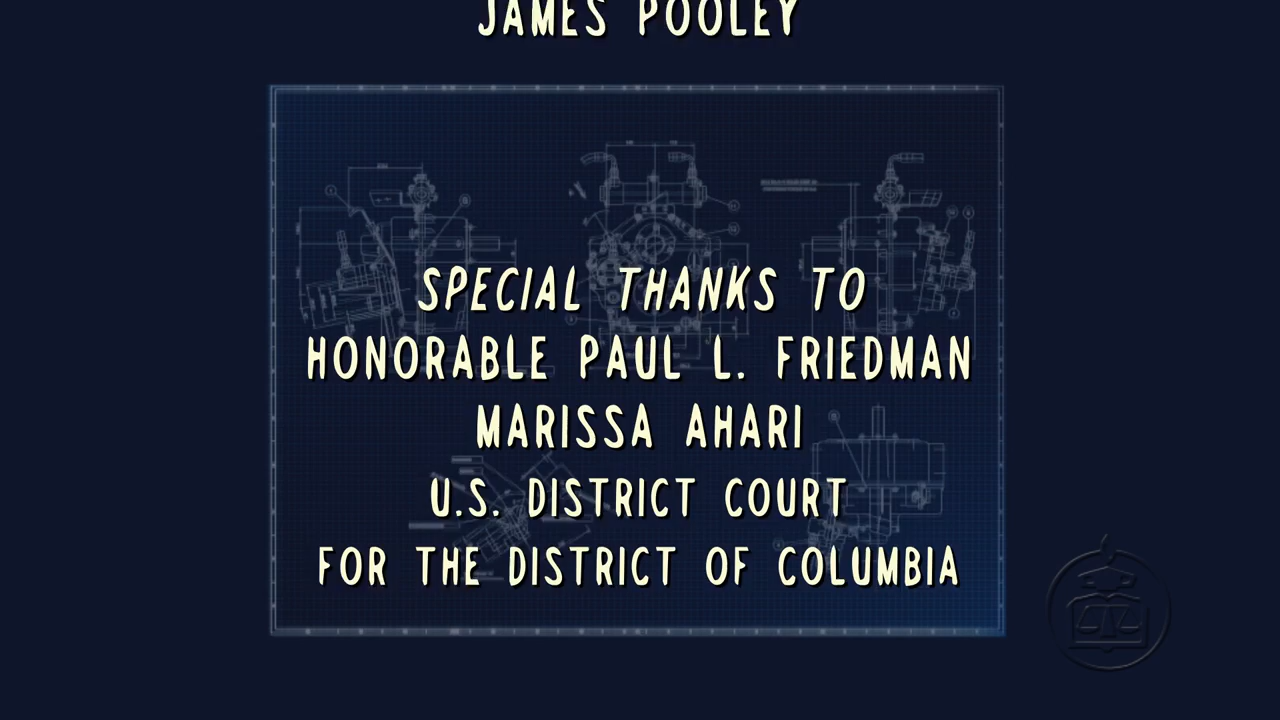 JAMES POOLEY
SPECIAL THANKS TO
HONORABLE PAUL L. FRIEDMAN
MARISSA AHARI
U.S. DISTRICT COURT
FOR THE DISTRICT OF COLUMBIA